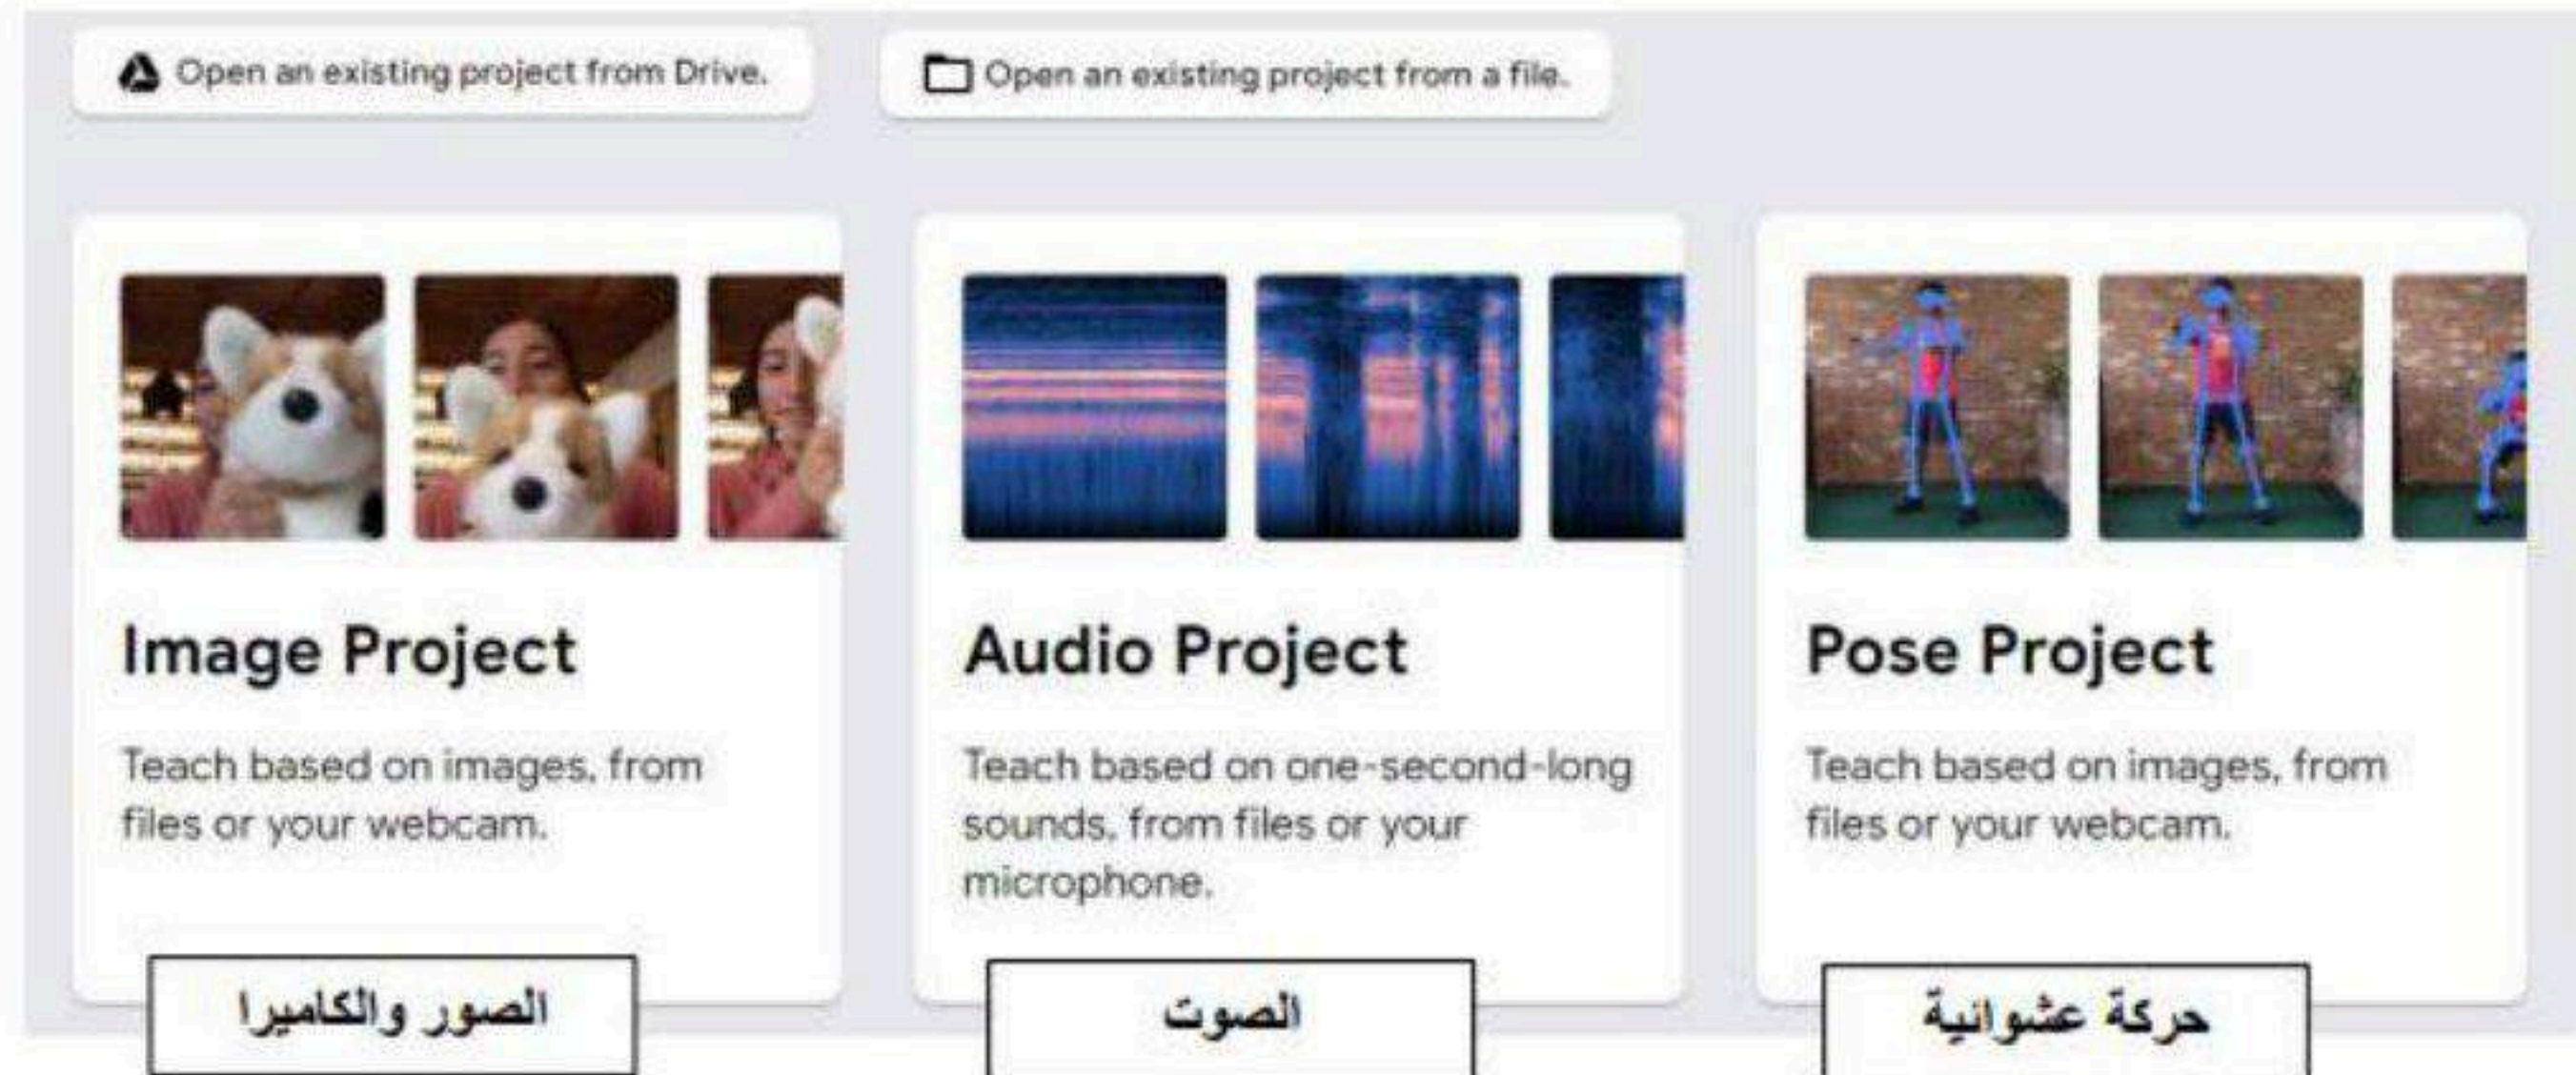 Open an existing project from Drive.
Open an existing project from a file.
Image Project
Teach based on images, from
files or your webcam.
الصور والكاميرا
Audio Project
Teach based on one-second-long
sounds, from files or your
microphone.
الصوت
Pose Project
Teach based on images, from
files or your webcam.
حركة عشوائية